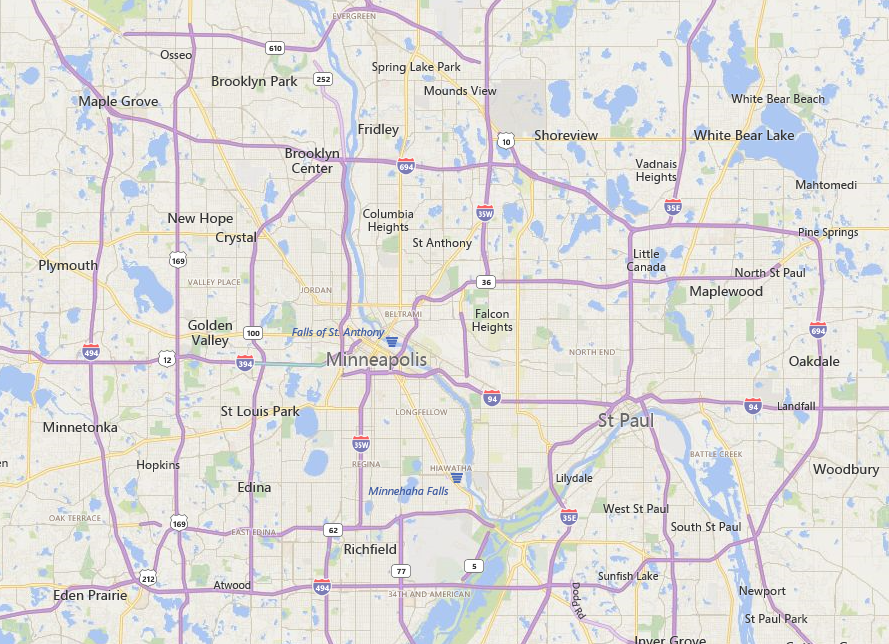 EVERGREEN
610
Osseo
Spring Lake Park
252
Brooklyn Park
Mounds View
Maple Grove
White Bear Beach
Fridley
10
Shoreview
White Bear Lake
Brooklyn
Center
694
Vadnais
Heights
Mahtomedi
35E
New Hope
Columbia
Heights
35W
Crystal
St Anthony
Pine Springs
169
Little
Canada
Plymouth
North St Paul
VALLEY PLACE
JORDAN
36
Maplewood
BELTRAMI
Falcon
Heights
Golden
Valley
100
Falls of St. Anthony
694
494
12
394
Minneapolis
NORTH END
Oakdale
94
94
Landfall
St Louis Park
LONGFELLOW
St Paul
Minnetonka
35W
BATTLE CREEK
en
Hopkins
REGINA
HIAWATHA
Woodbury
Edina
Minnehaha Falls
Lilydale
OAK TERRACE
169
EAST EDINA
62
35E
West St Paul
South St Paul
Richfield
212
Atwood
494
77
5
Sunfish Lake
Eden Prairie
34TH AND AMERICAN
Dodd Rd
Newport
St Paul Park
Inver Grove